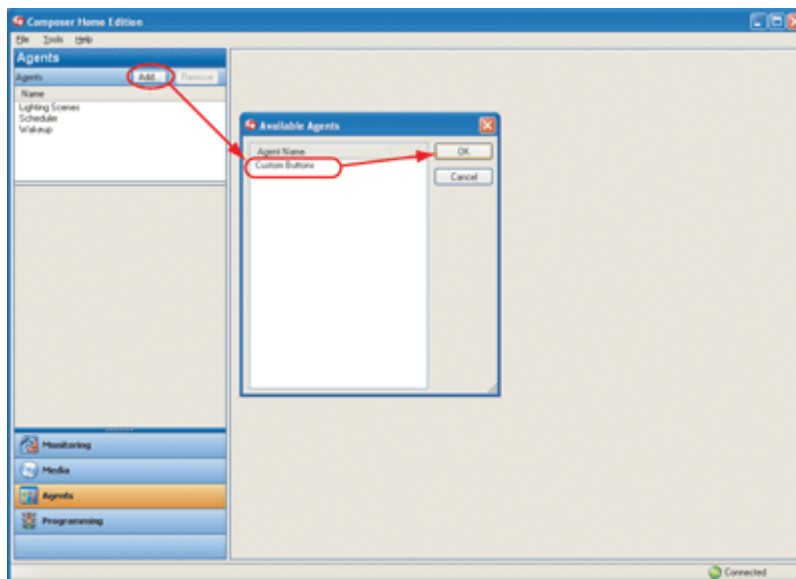 Composer Home Edition
File Tools Help
Agents
Agents Add... Remove
Name
Lighting Scenes
Scheduler
Wakeup
Available Agents
Agent Name
Custom Buttons
OK
Cancel
Monitoring
Media
Agents
Programming
Connected